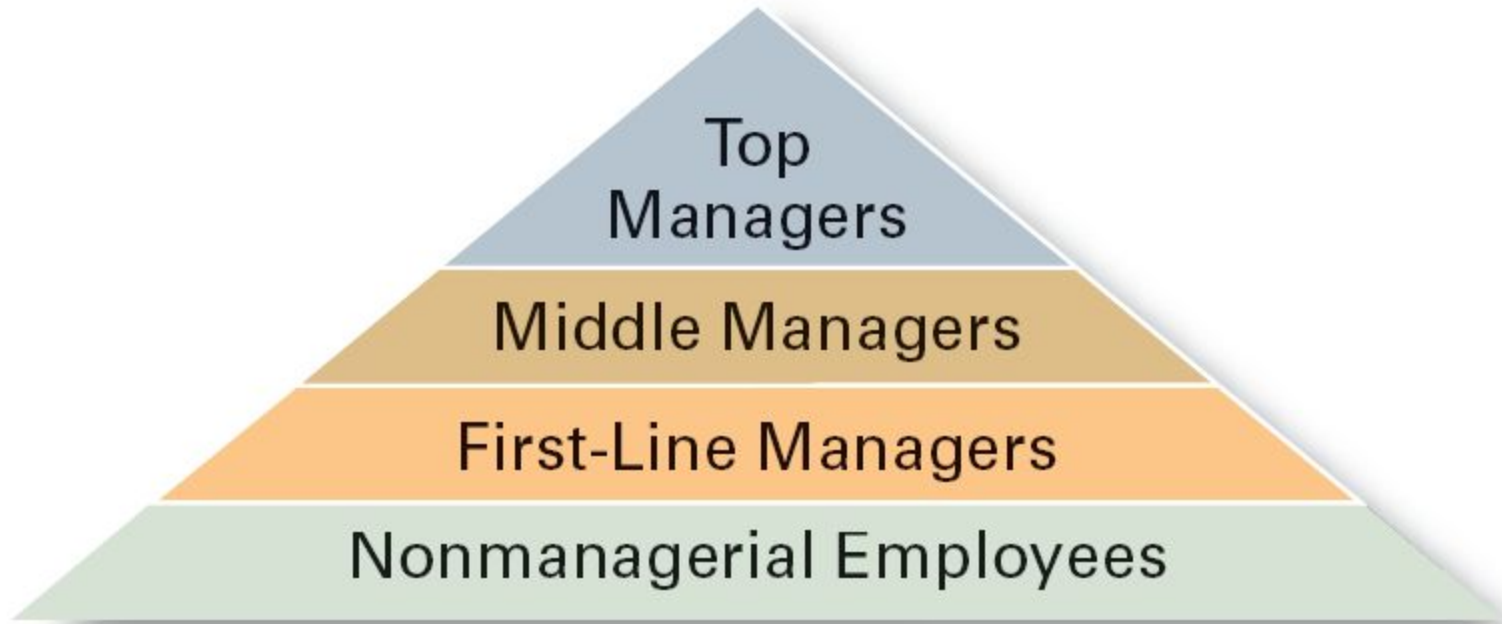 Top
Managers
Middle Managers
First-Line Managers
Nonmanagerial Employees